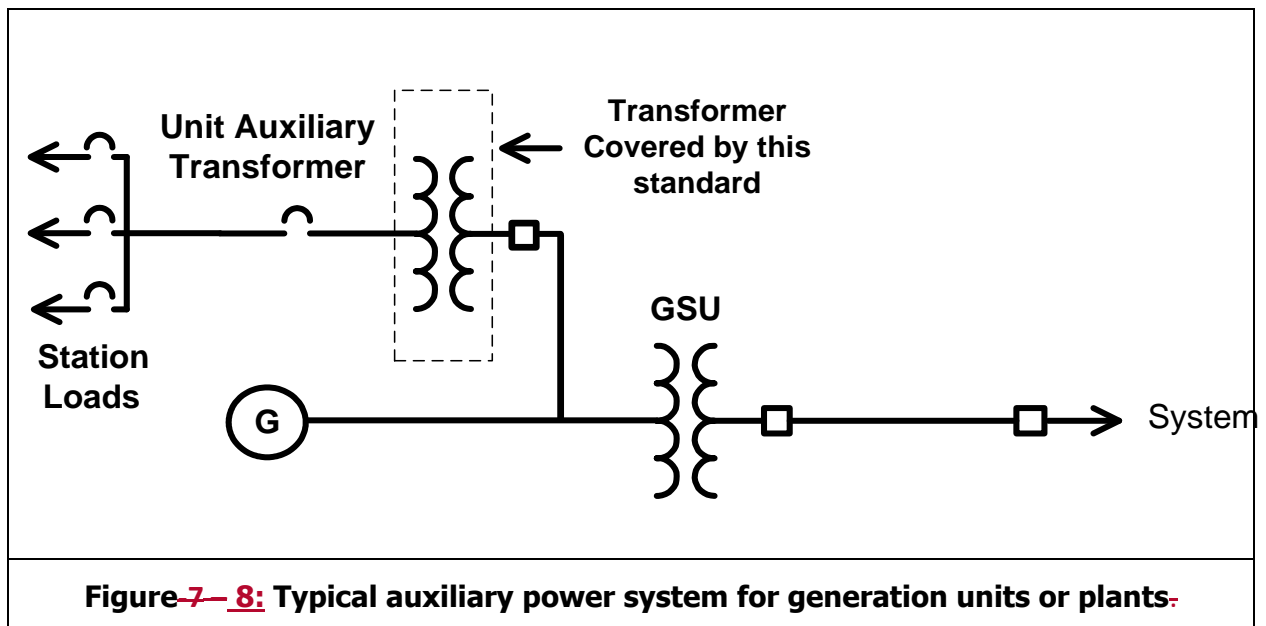 Unit Auxiliary
Transformer
Transformer
Covered by this
standard
GSU
Station
Loads
G
System
Figure 7 – 8: Typical auxiliary power system for generation units or plants.